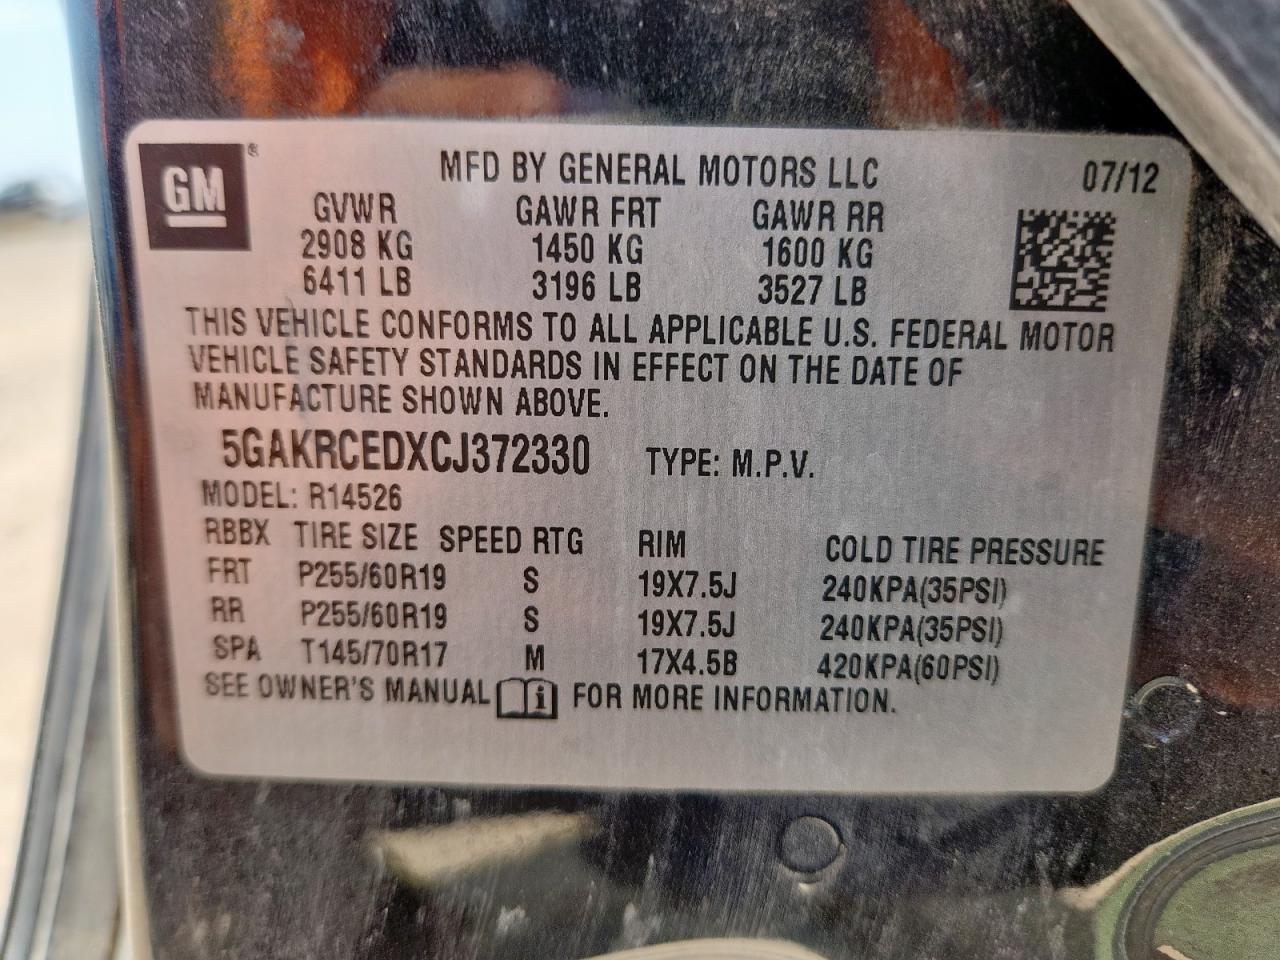 GM ®
MFD BY GENERAL MOTORS LLC 07/12
GVWR GAWR FRT GAWR RR
2908 KG 1450 KG 1600 KG
6411 LB 3196 LB 3527 LB
THIS VEHICLE CONFORMS TO ALL APPLICABLE U.S. FEDERAL MOTOR
VEHICLE SAFETY STANDARDS IN EFFECT ON THE DATE OF
MANUFACTURE SHOWN ABOVE.
5GAKRCEDXCJ372330 TYPE: M.P.V.
MODEL: R14526
RBBX TIRE SIZE SPEED RTG RIM COLD TIRE PRESSURE
FRT P255/60R19 S 19X7.5J 240KPA(35PSI)
RR P255/60R19 S 19X7.5J 240KPA(35PSI)
SPA T145/70R17 M 17X4.5B 420KPA(60PSI)
SEE OWNER'S MANUAL i FOR MORE INFORMATION.